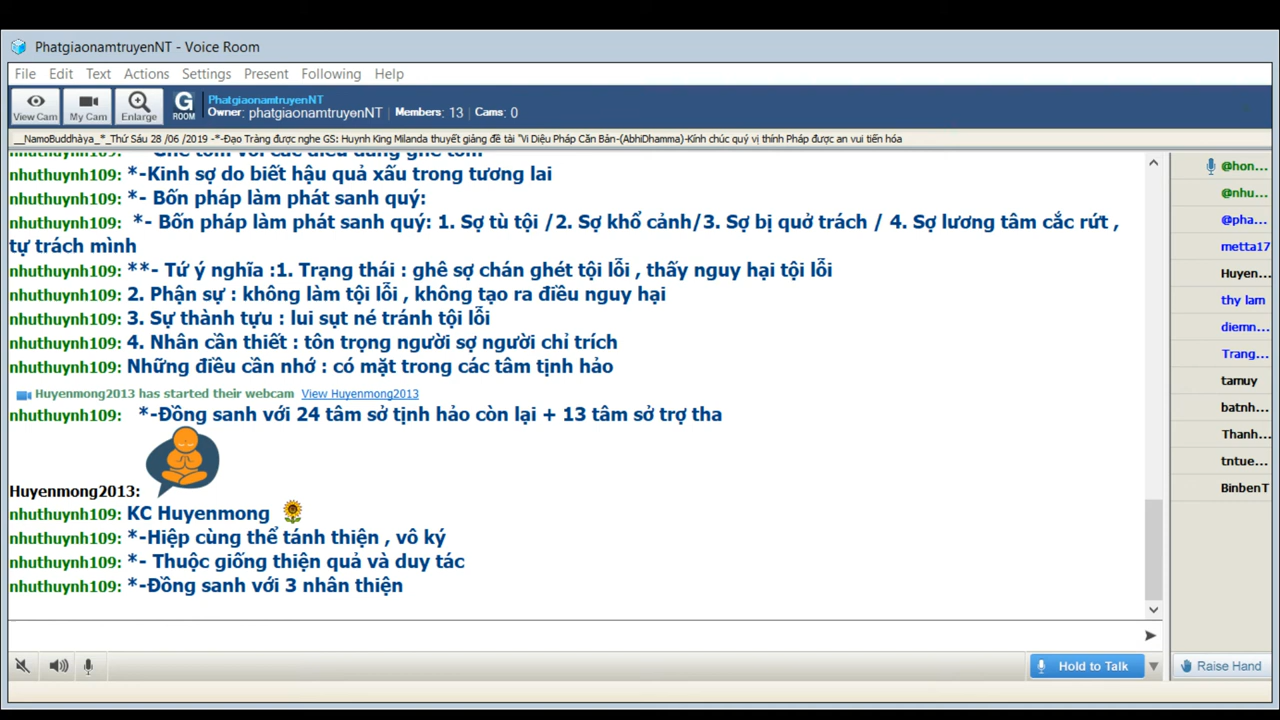 PhatgiaonamtruyenNT - Voice Room
File Edit Text Actions Settings Present Following Help
View Cam My Cam Enlarge G ROOM
PhatgiaonamtruyenNT
Owner: phatgiaonamtruyenNT Members: 13 Cams: 0
__NamoBuddhàya_*_Thứ Sáu 28 /06 /2019 -*-Đạo Tràng được nghe GS: Huynh King Milanda thuyết giảng đề tài "Vi Diệu Pháp Căn Bản-(AbhiDhamma)-Kính chúc quý vị thính Pháp được an vui tiến hóa
nhuthuynh109: *-Kinh sợ do biết hậu quả xấu trong tương lai
nhuthuynh109: *- Bốn pháp làm phát sanh quý:
nhuthuynh109: *- Bốn pháp làm phát sanh quý: 1. Sợ tù tội /2. Sợ khổ cảnh/3. Sợ bị quở trách / 4. Sợ lương tâm cắc rứt ,
tự trách mình
nhuthuynh109: **- Tứ ý nghĩa :1. Trạng thái : ghê sợ chán ghét tội lỗi , thấy nguy hại tội lỗi
nhuthuynh109: 2. Phận sự : không làm tội lỗi , không tạo ra điều nguy hại
nhuthuynh109: 3. Sự thành tựu : lui sụt né tránh tội lỗi
nhuthuynh109: 4. Nhân cần thiết : tôn trọng người sợ người chỉ trích
nhuthuynh109: Những điều cần nhớ : có mặt trong các tâm tịnh hảo
Huyenmong2013 has started their webcam View Huyenmong2013
nhuthuynh109: *-Đồng sanh với 24 tâm sở tịnh hảo còn lại + 13 tâm sở trợ tha
Huyenmong2013:
nhuthuynh109: KC Huyenmong
nhuthuynh109: *-Hiệp cùng thể tánh thiện , vô ký
nhuthuynh109: *- Thuộc giống thiện quả và duy tác
nhuthuynh109: *-Đồng sanh với 3 nhân thiện
@hon...
@nhu...
@pha...
metta17
Huyen...
thy lam
diemn...
Trang...
tamuy
batnh...
Thanh...
tntue...
BinbenT
Hold to Talk
Raise Hand